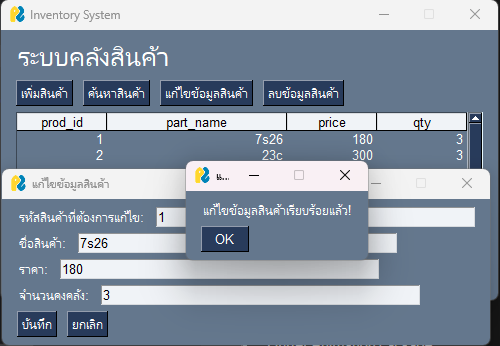 Inventory System
ระบบคลังสินค้า
เพิ่มสินค้า ค้นหาสินค้า แก้ไขข้อมูลสินค้า ลบข้อมูลสินค้า
prod_id part_name price qty
1 7s26 180 3
2 23c 300 3
แก้ไขข้อมูลสินค้า
แ...
แก้ไขข้อมูลสินค้าเรียบร้อยแล้ว!
OK
รหัสสินค้าที่ต้องการแก้ไข: 1
ชื่อสินค้า: 7s26
ราคา: 180
จำนวนคงคลัง: 3
บันทึก ยกเลิก